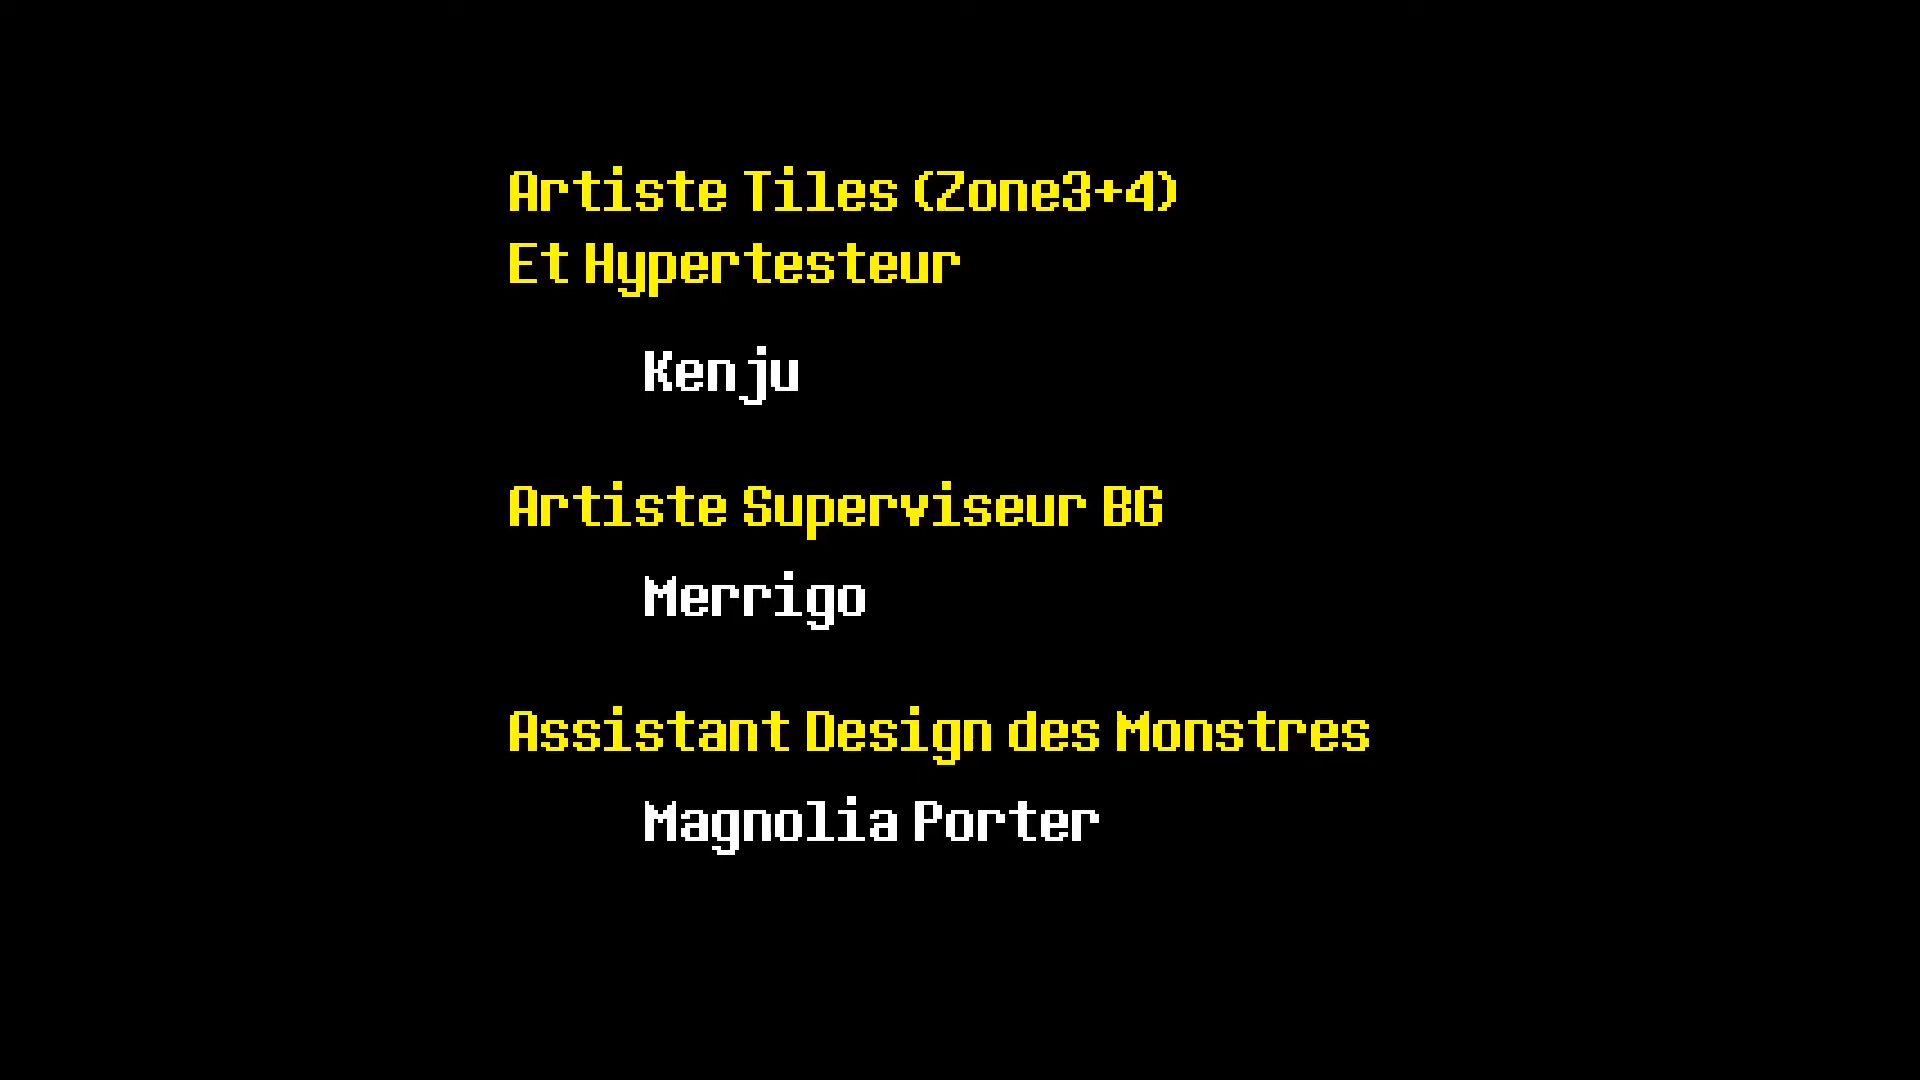 Artiste Tiles (Zone3+4)
Et Hypertesteur
Kenju
Artiste Superviseur BG
Merrigo
Assistant Design des Monstres
Magnolia Porter